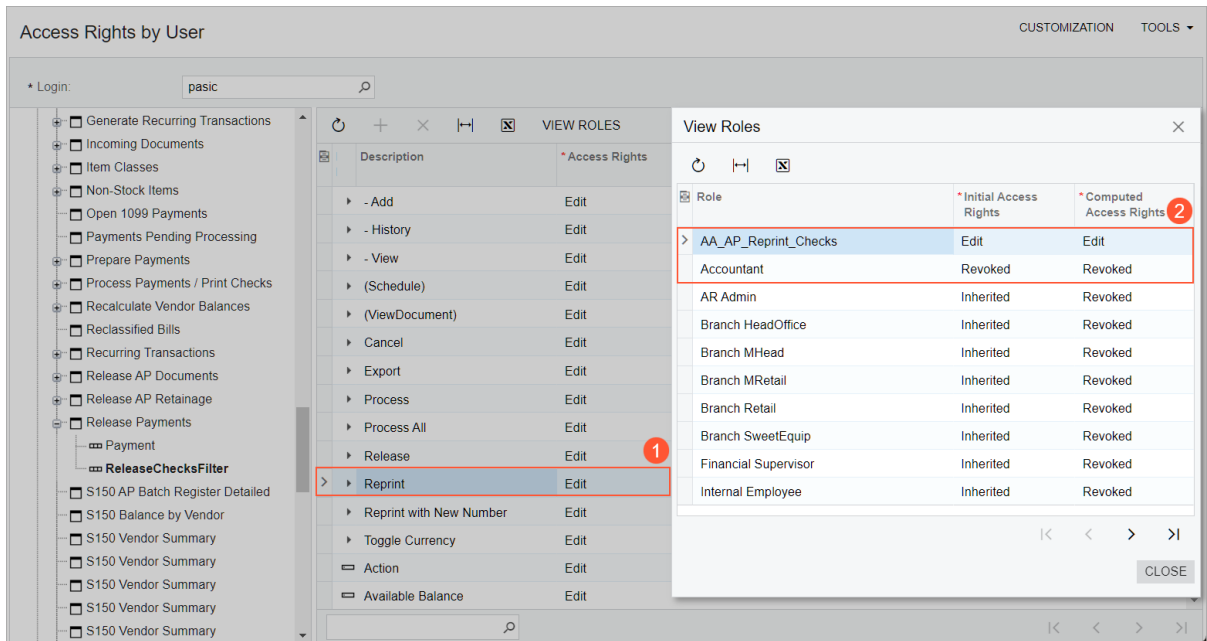 Access Rights by User
CUSTOMIZATION TOOLS
* Login: pasic
Generate Recurring Transactions
Incoming Documents
Item Classes
Non-Stock Items
Open 1099 Payments
Payments Pending Processing
Prepare Payments
Process Payments / Print Checks
Recalculate Vendor Balances
Reclassified Bills
Recurring Transactions
Release AP Documents
Release AP Retainage
Release Payments
Payment
ReleaseChecksFilter
S150 AP Batch Register Detailed
S150 Balance by Vendor
S150 Vendor Summary
S150 Vendor Summary
S150 Vendor Summary
S150 Vendor Summary
S150 Vendor Summary
VIEW ROLES
Description * Access Rights
- Add Edit
- History Edit
- View Edit
(Schedule) Edit
(ViewDocument) Edit
Cancel Edit
Export Edit
Process Edit
Process All Edit
Release Edit
1
Reprint Edit
Reprint with New Number Edit
Toggle Currency Edit
Action Edit
Available Balance Edit
View Roles
Role * Initial Access Rights * Computed Access Rights
2
AA_AP_Reprint_Checks Edit Edit
Accountant Revoked Revoked
AR Admin Inherited Revoked
Branch HeadOffice Inherited Revoked
Branch MHead Inherited Revoked
Branch MRetail Inherited Revoked
Branch Retail Inherited Revoked
Branch SweetEquip Inherited Revoked
Financial Supervisor Inherited Revoked
Internal Employee Inherited Revoked
CLOSE